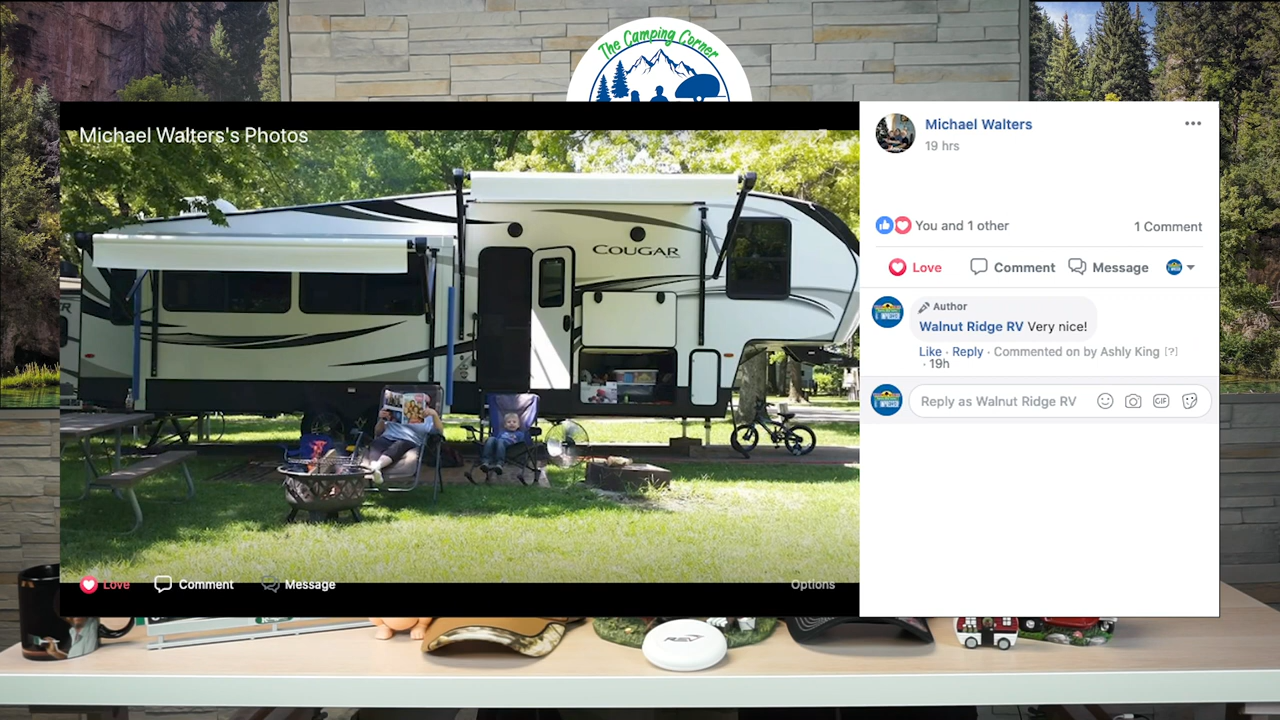 The Camping Corner
Michael Walters's Photos
COUGAR
Love
Comment
Message
Options
Michael Walters
19 hrs
You and 1 other
1 Comment
Love
Comment
Message
Author
Walnut Ridge RV Very nice!
Like · Reply · Commented on by Ashly King [?]
· 19h
Reply as Walnut Ridge RV
GIF
REV